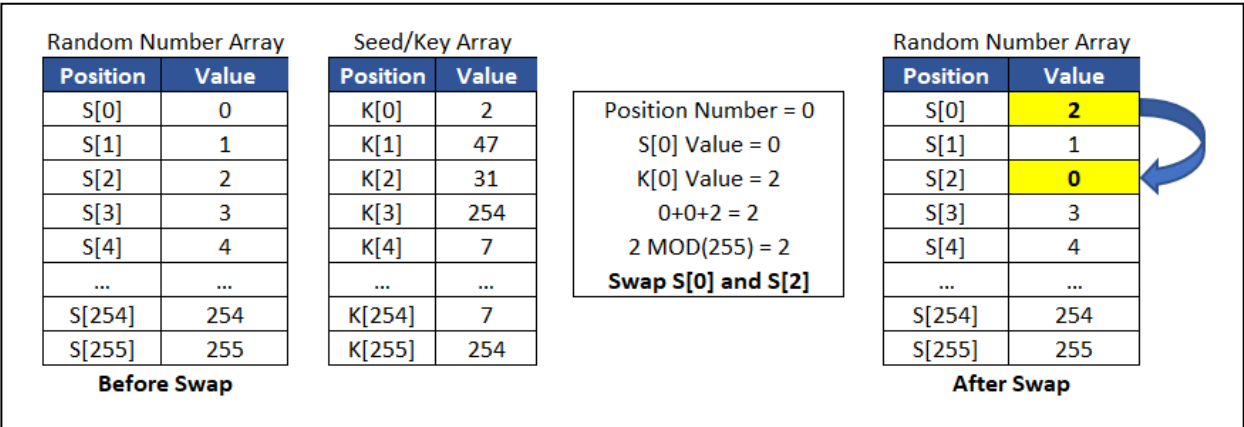 Random Number Array
Position Value
S[0] 0
S[1] 1
S[2] 2
S[3] 3
S[4] 4
... ...
S[254] 254
S[255] 255
Before Swap
Seed/Key Array
Position Value
K[0] 2
K[1] 47
K[2] 31
K[3] 254
K[4] 7
... ...
K[254] 7
K[255] 254
Position Number = 0
S[0] Value = 0
K[0] Value = 2
0+0+2 = 2
2 MOD(255) = 2
Swap S[0] and S[2]
Random Number Array
Position Value
S[0] 2
S[1] 1
S[2] 0
S[3] 3
S[4] 4
... ...
S[254] 254
S[255] 255
After Swap